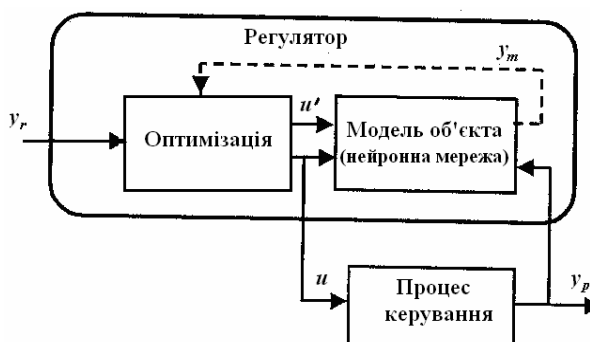 Регулятор
y_m
y_r
Оптимізація
u'
Модель об'єкта
(нейронна мережа)
u
Процес
керування
y_p